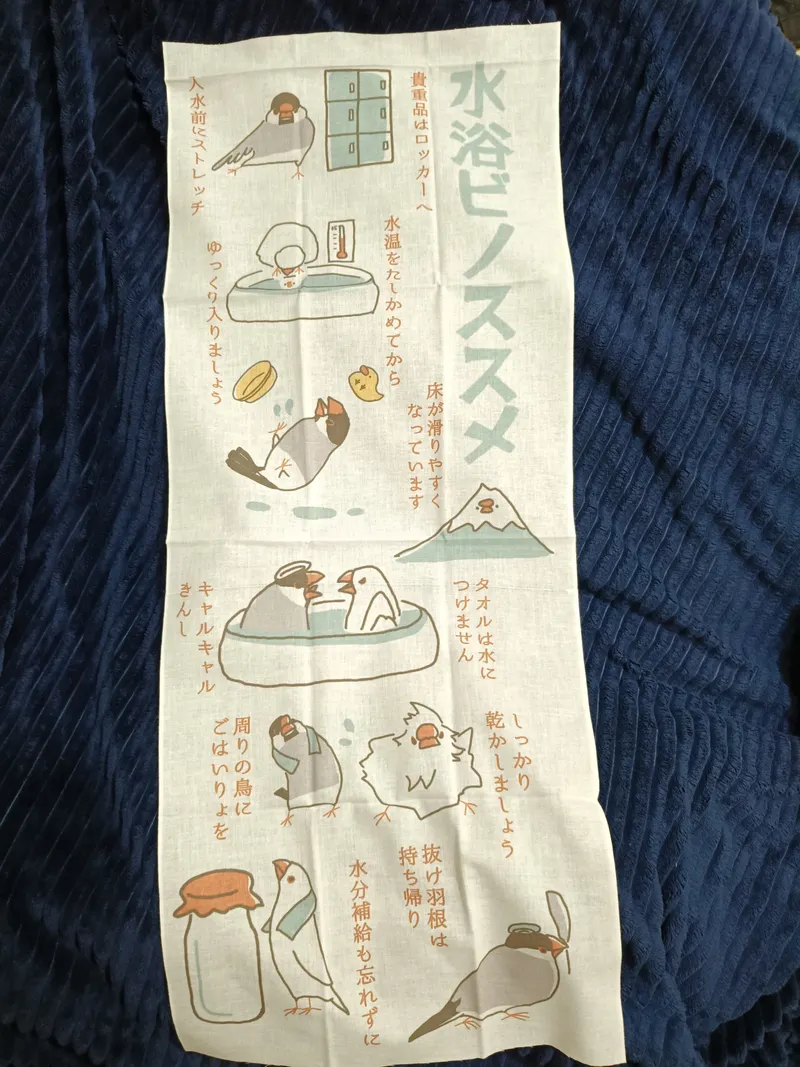 水浴ビノススメ
貴重品はロッカーへ
入水前にストレッチ
水温をたしかめてから
ゆっくり入りましょう
床が滑りやすく
なっています
タオルは水に
つけません
キャルキャル
きんし
しっかり
乾かしましょう
周りの鳥に
ごはいりょを
抜け羽根は
持ち帰り
水分補給も忘れずに